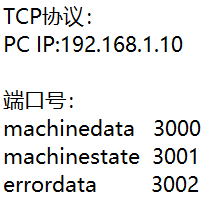 TCP协议：
PC IP:192.168.1.10
端口号：
machinedata 3000
machinestate 3001
errordata 3002